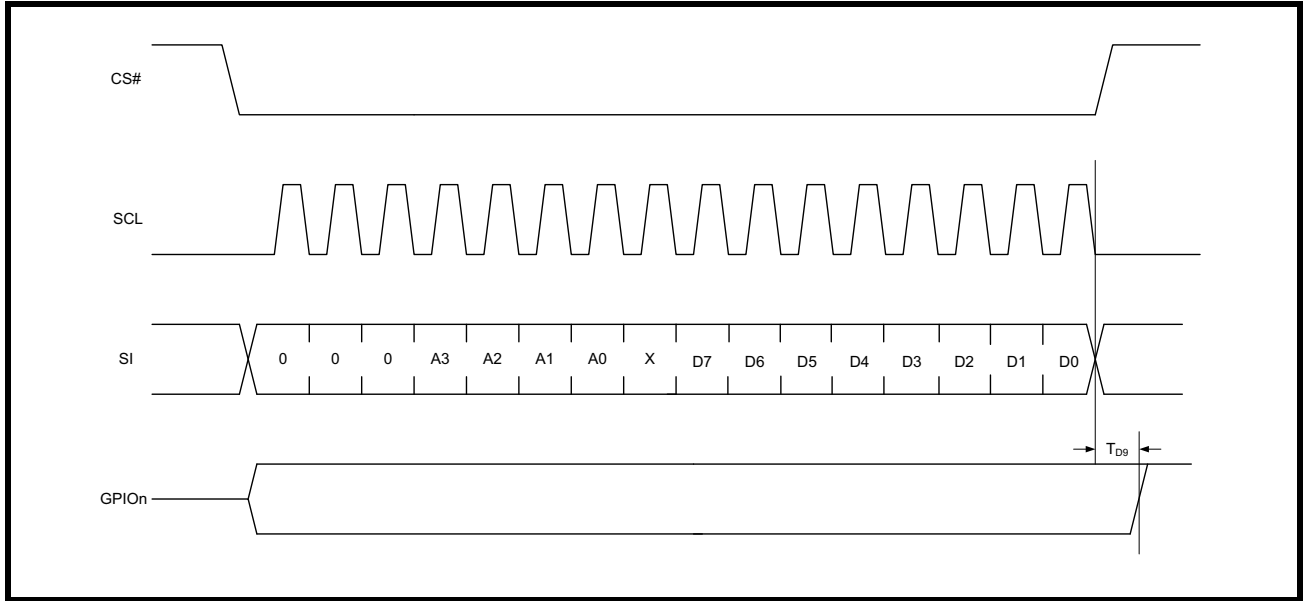 CS#
SCL
SI 0 0 0 A3 A2 A1 A0 X D7 D6 D5 D4 D3 D2 D1 D0
TD9
GPIOn